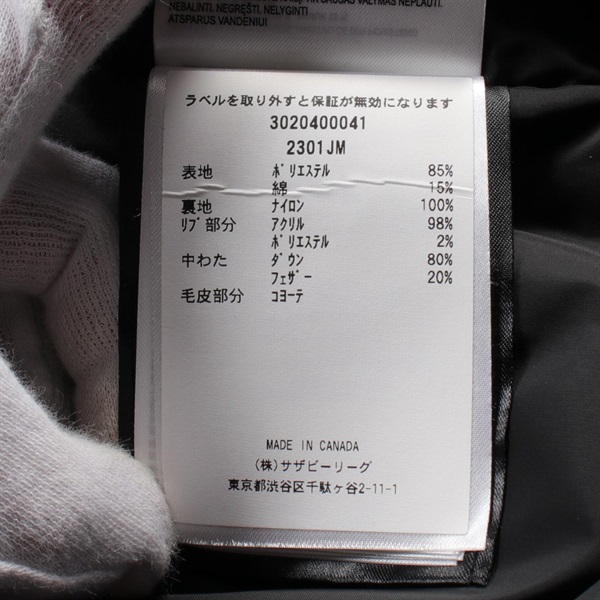 NEBALINTI, NEGRĘŠTI, NELYGINTI
ATSPARUS VANDENIUI
ラベルを取り外すと保証が無効になります
3020400041
2301JM
表地 ポリエステル 85%
綿 15%
裏地 ナイロン 100%
リブ部分 アクリル 98%
ポリエステル 2%
中わた ダウン 80%
フェザー 20%
毛皮部分 コヨーテ
MADE IN CANADA
(株)サザビーリーグ
東京都渋谷区千駄ヶ谷2-11-1